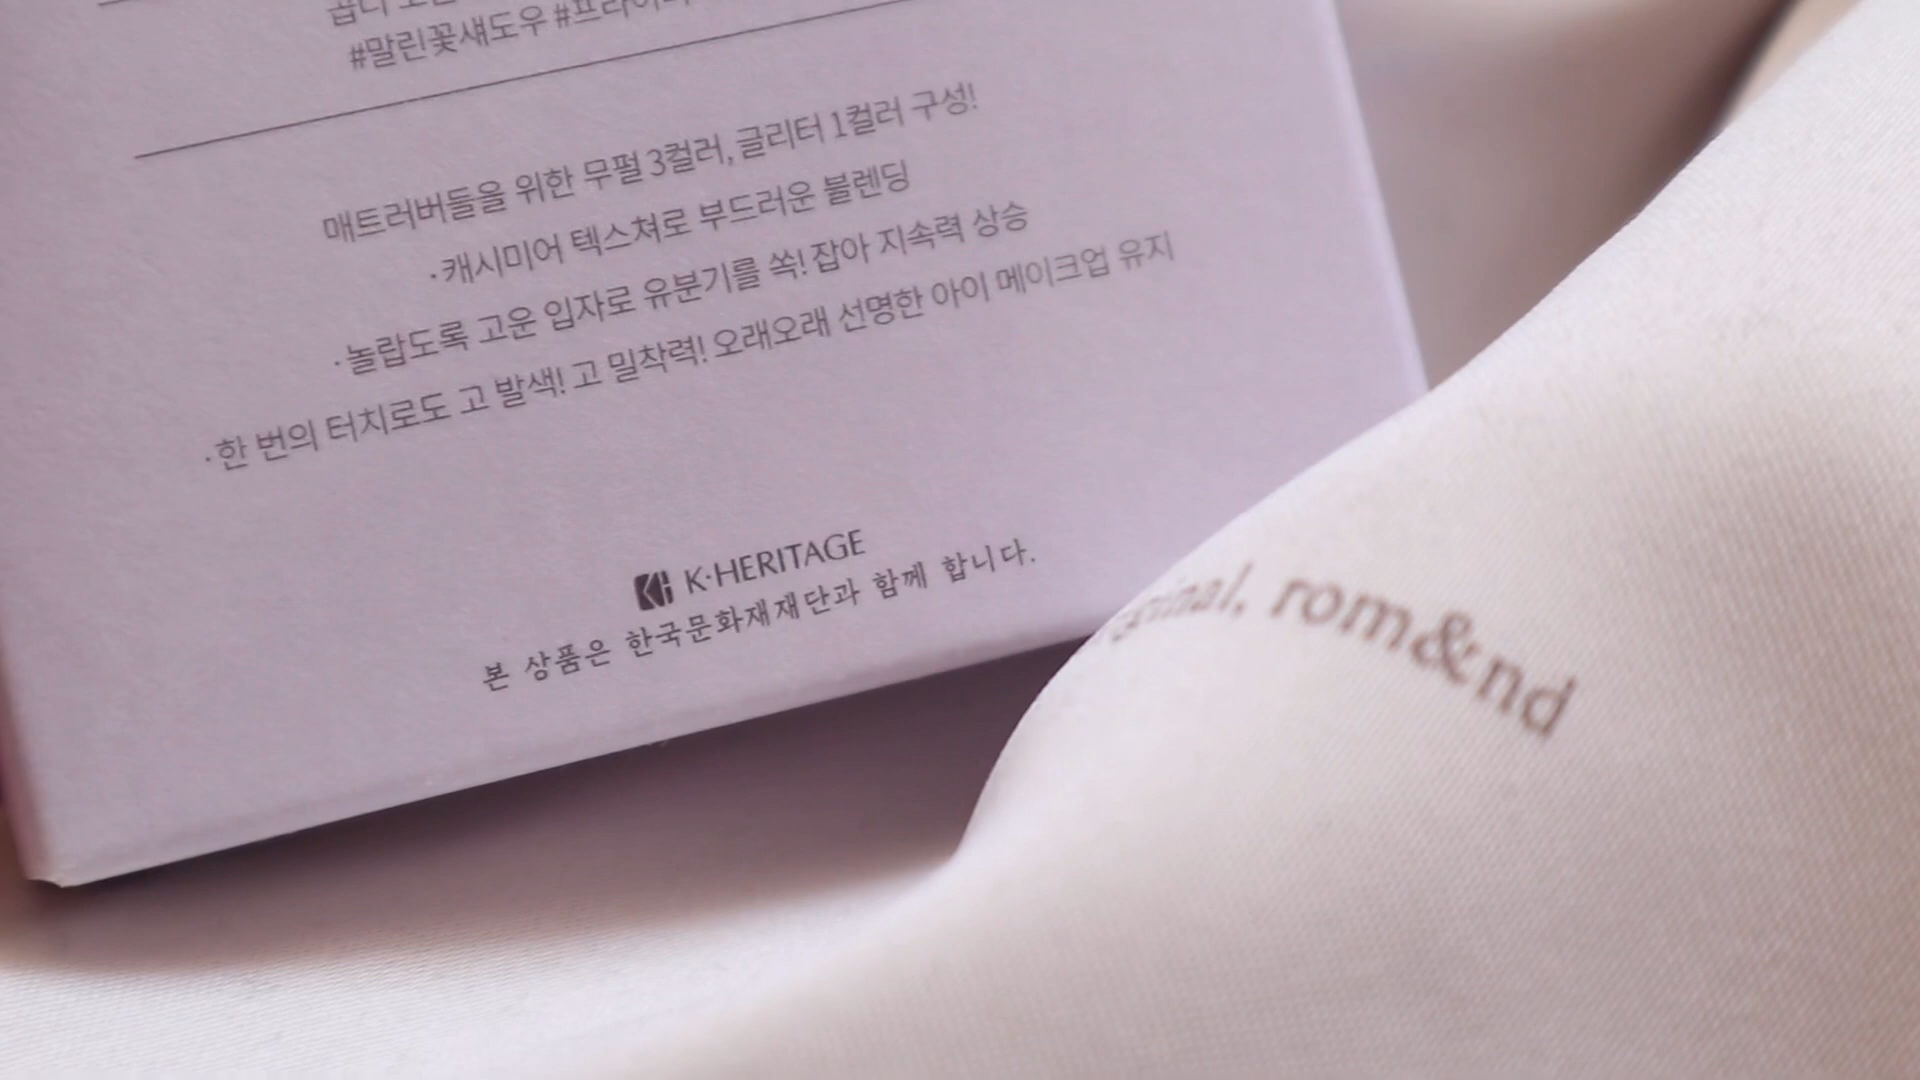 #말린꽃섀도우
매트러버들을 위한 무펄 3컬러, 글리터 1컬러 구성!
·캐시미어 텍스쳐로 부드러운 블렌딩
·놀랍도록 고운 입자로 유분기를 쏙! 잡아 지속력 상승
·한 번의 터치로도 고 발색! 고 밀착력! 오래오래 선명한 아이 메이크업 유지
K·HERITAGE
본 상품은 한국문화재재단과 함께 합니다.
rom&nd